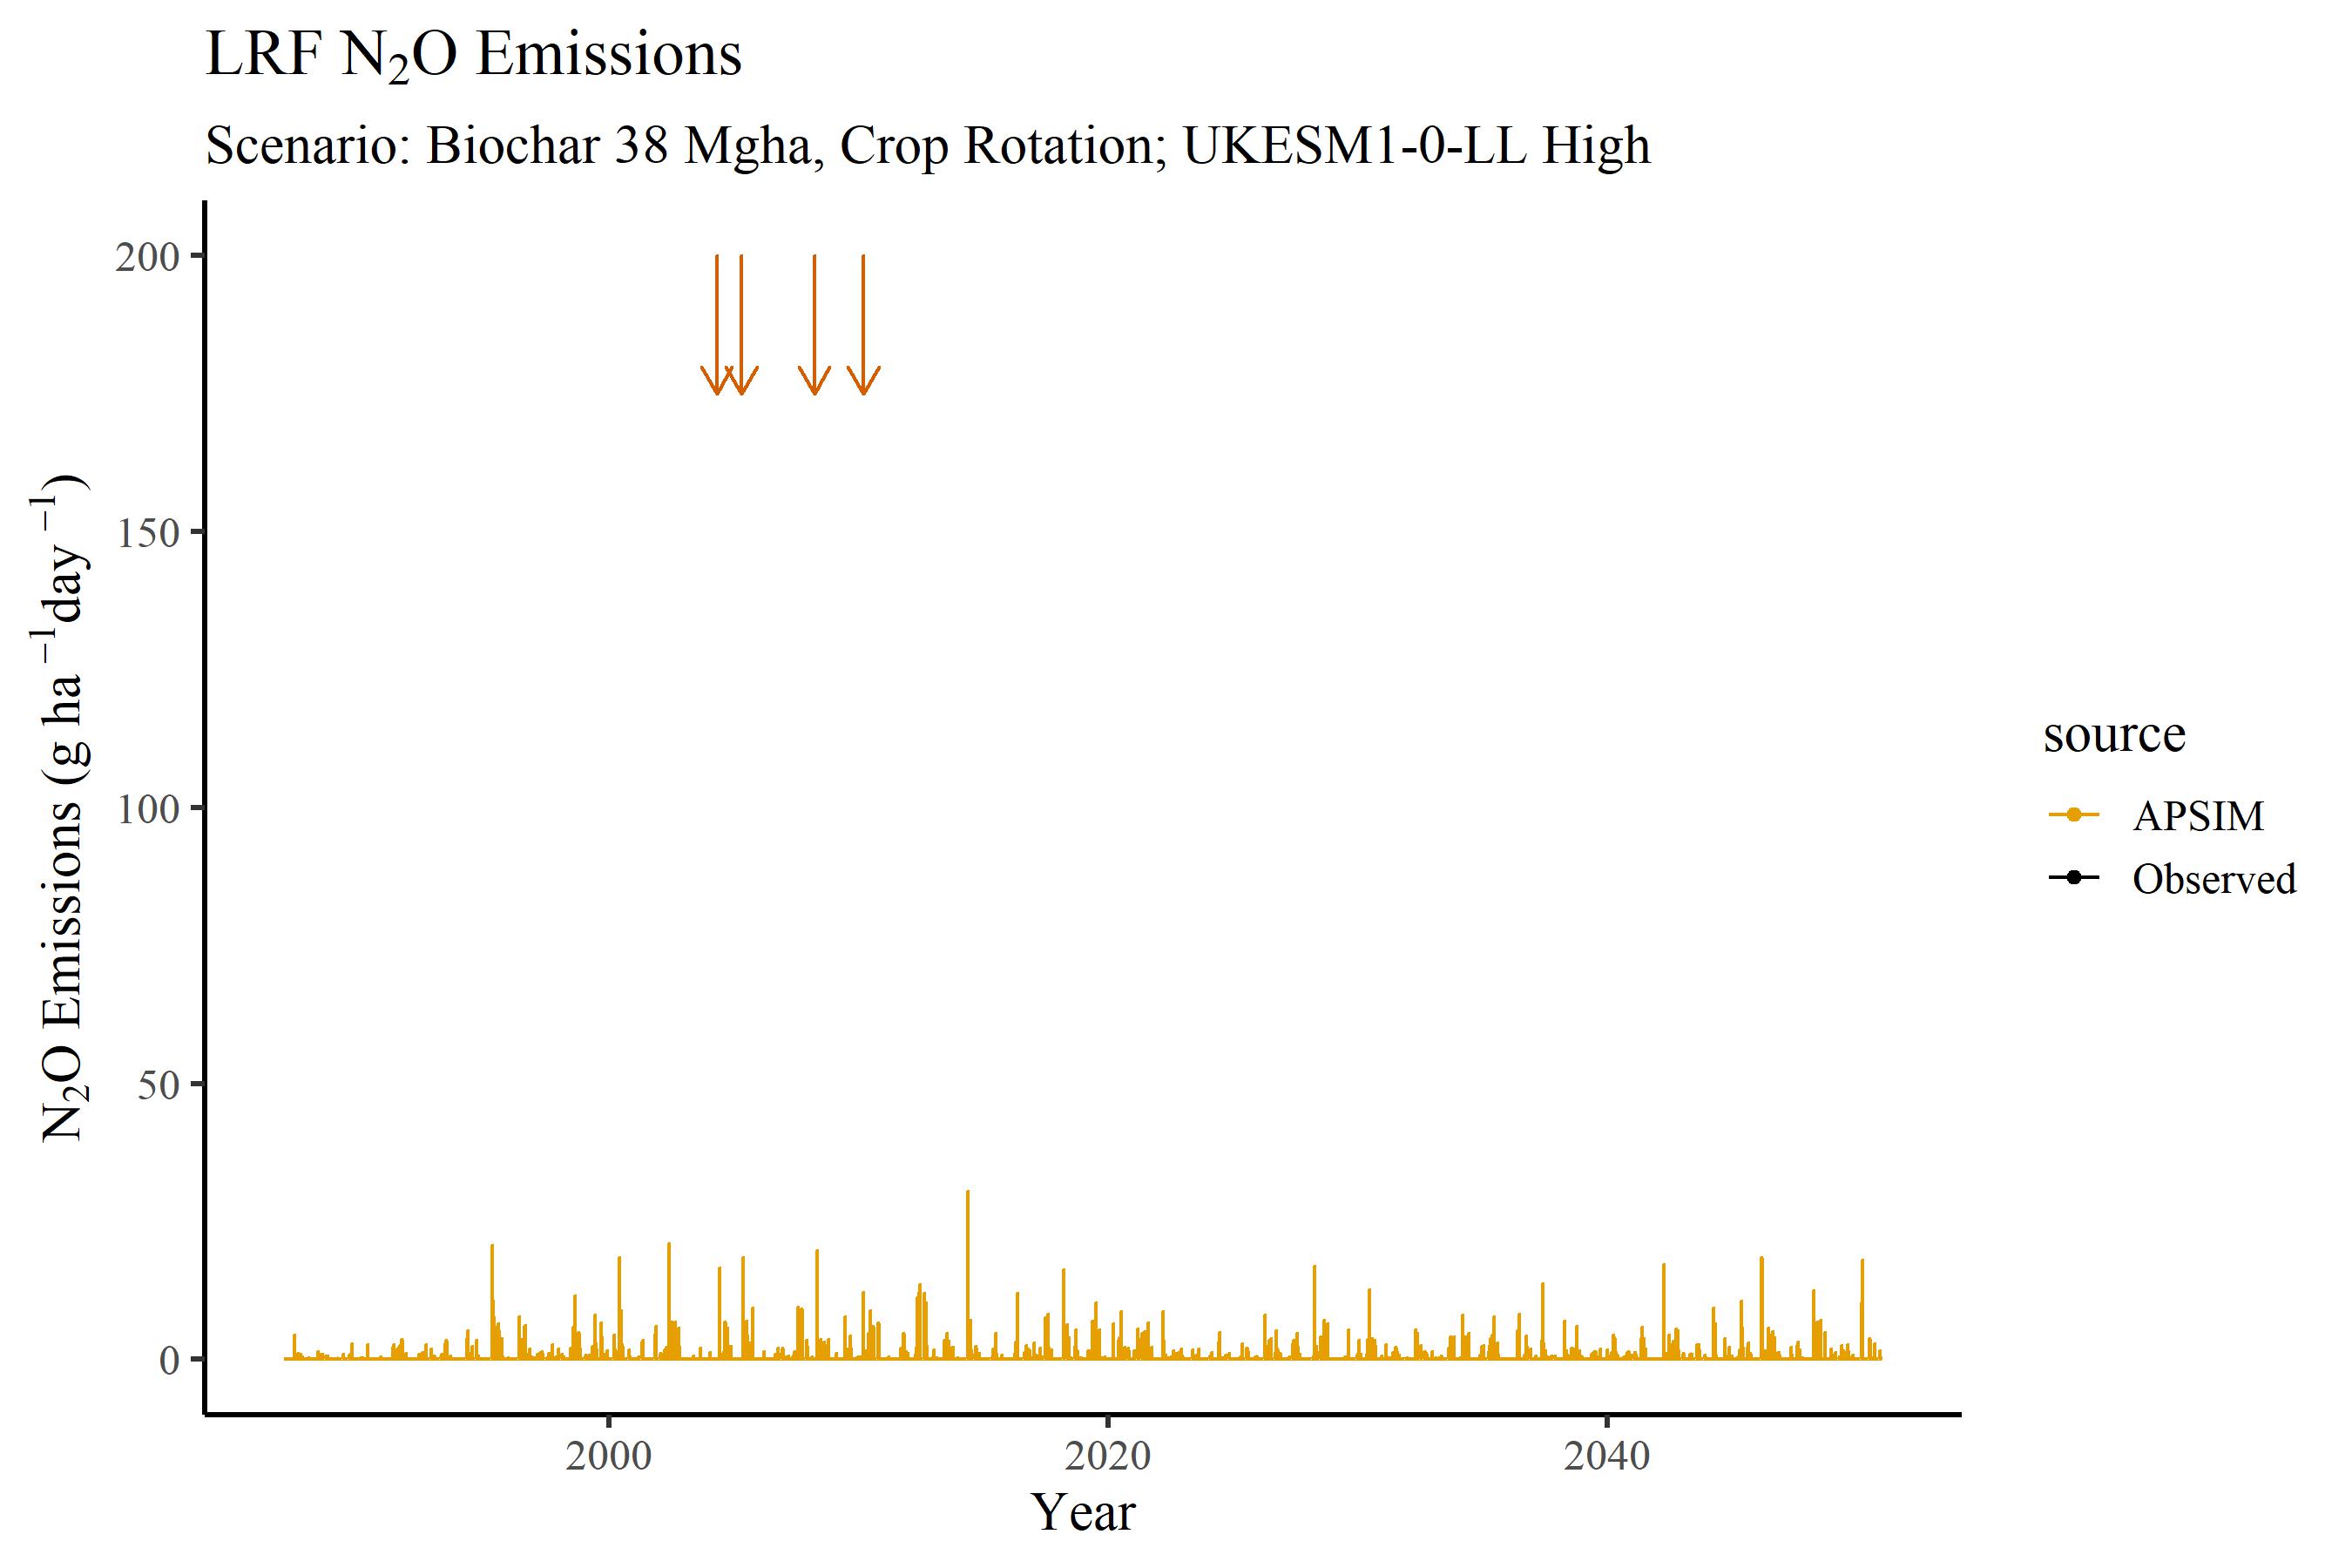 LRF N₂O Emissions
Scenario: Biochar 38 Mgha, Crop Rotation; UKESM1-0-LL High
N₂O Emissions (g ha ⁻¹day ⁻¹)
200
150
100
50
0
2000 2020 2040
Year
source
APSIM
Observed